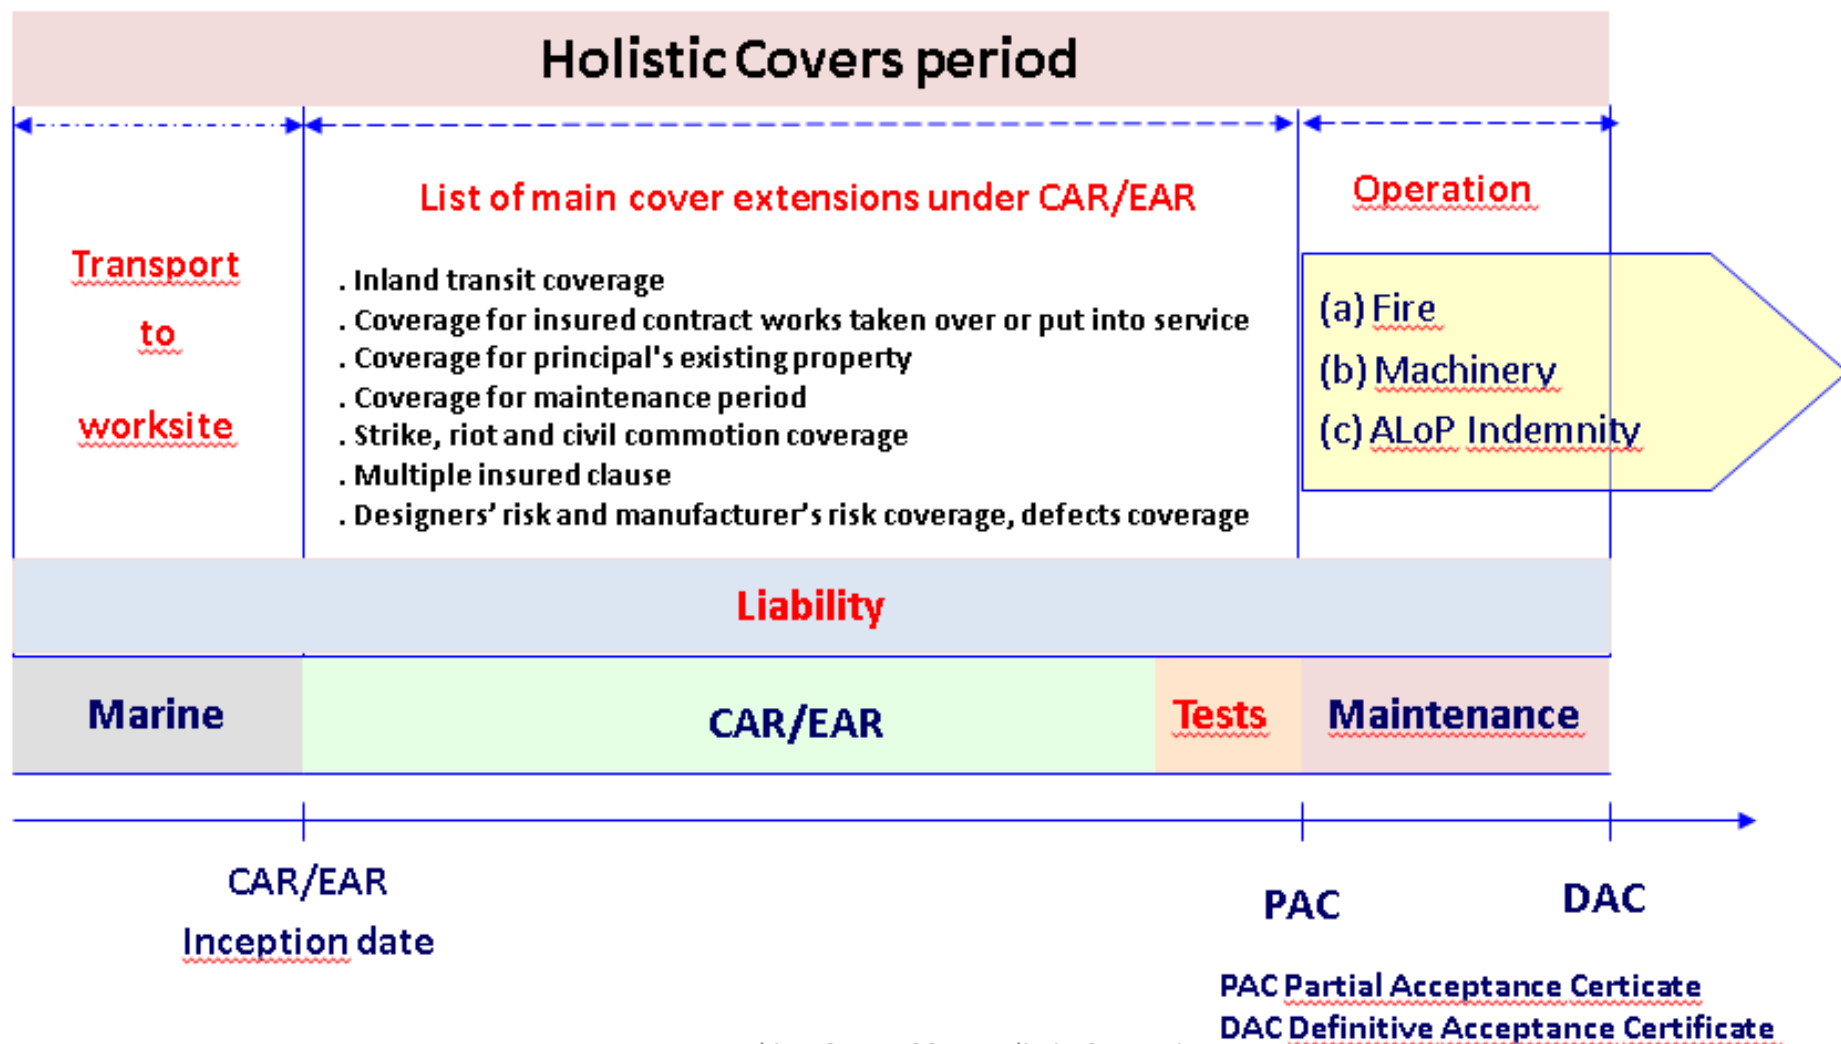 Holistic Covers period
List of main cover extensions under CAR/EAR
Operation
Transport
to
worksite
. Inland transit coverage
. Coverage for insured contract works taken over or put into service
. Coverage for principal's existing property
. Coverage for maintenance period
. Strike, riot and civil commotion coverage
. Multiple insured clause
. Designers’ risk and manufacturer's risk coverage, defects coverage
(a) Fire
(b) Machinery
(c) ALoP Indemnity
Liability
Marine
CAR/EAR
Tests
Maintenance
CAR/EAR
Inception date
PAC
DAC
PAC Partial Acceptance Certicate
DAC Definitive Acceptance Certificate